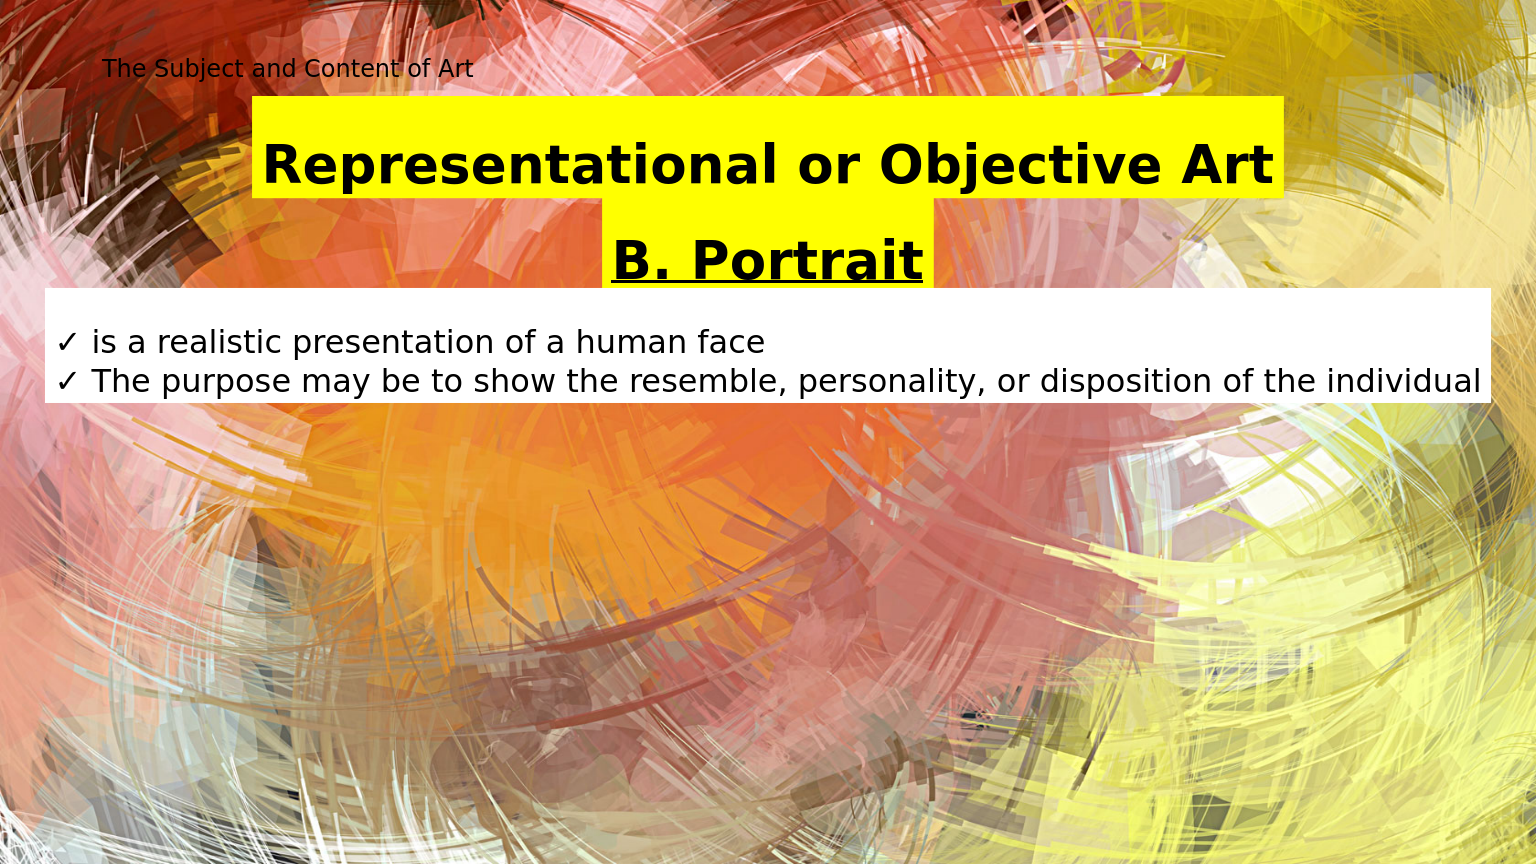 The Subject and Content of Art
Representational or Objective Art
B. Portrait
✓ is a realistic presentation of a human face
✓ The purpose may be to show the resemble, personality, or disposition of the individual